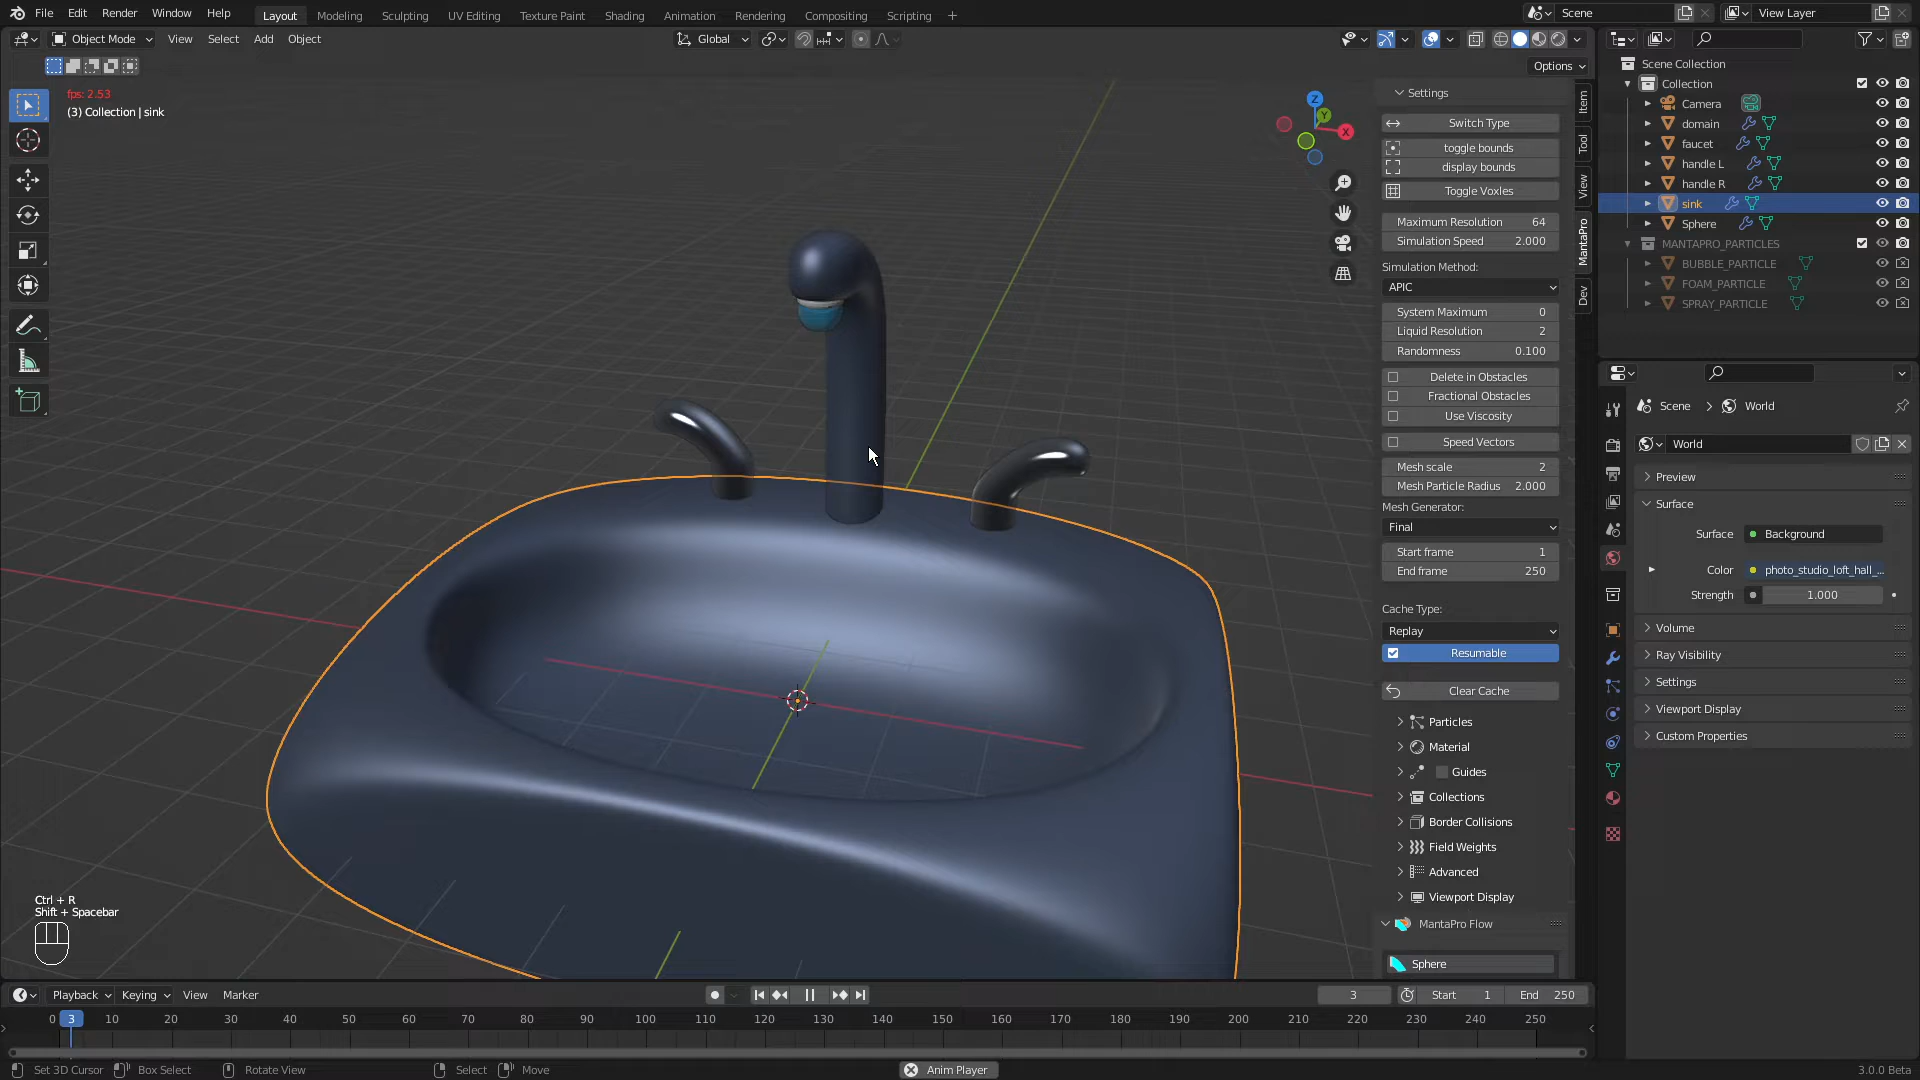 File Edit Render Window Help
Layout Modeling Sculpting UV Editing Texture Paint Shading Animation Rendering Compositing Scripting +
Scene
View Layer
Object Mode View Select Add Object
Global
Options
fps: 2.53
(3) Collection | sink
Z
Y
X
Settings
Switch Type
toggle bounds
display bounds
Toggle Voxles
Maximum Resolution 64
Simulation Speed 2.000
Simulation Method:
APIC
System Maximum 0
Liquid Resolution 2
Randomness 0.100
Delete in Obstacles
Fractional Obstacles
Use Viscosity
Speed Vectors
Mesh scale 2
Mesh Particle Radius 2.000
Mesh Generator:
Final
Start frame 1
End frame 250
Cache Type:
Replay
Resumable
Clear Cache
Particles
Material
Guides
Collections
Border Collisions
Field Weights
Advanced
Viewport Display
MantaPro Flow
Sphere
Item
Tool
View
MantaPro
Dev
Scene Collection
Collection
Camera
domain
faucet
handle L
handle R
sink
Sphere
MANTAPRO_PARTICLES
BUBBLE_PARTICLE
FOAM_PARTICLE
SPRAY_PARTICLE
Scene > World
World
Preview
Surface
Surface Background
Color photo_studio_loft_hall_...
Strength 1.000
Volume
Ray Visibility
Settings
Viewport Display
Custom Properties
Ctrl + R
Shift + Spacebar
Playback Keying View Marker
3 Start 1 End 250
0 3 10 20 30 40 50 60 70 80 90 100 110 120 130 140 150 160 170 180 190 200 210 220 230 240 250
Set 3D Cursor Box Select Rotate View Select Move Anim Player 3.0.0 Beta